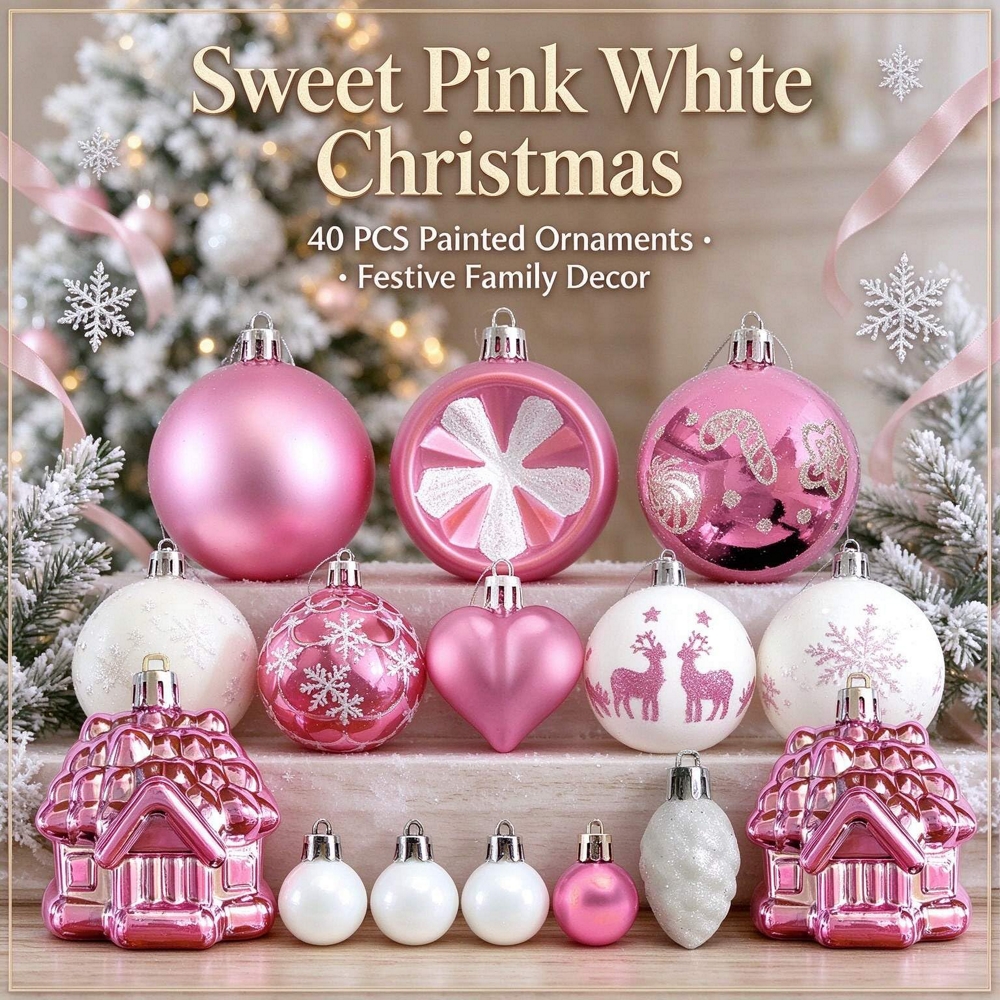 Sweet Pink White
Christmas
40 PCS Painted Ornaments •
• Festive Family Decor